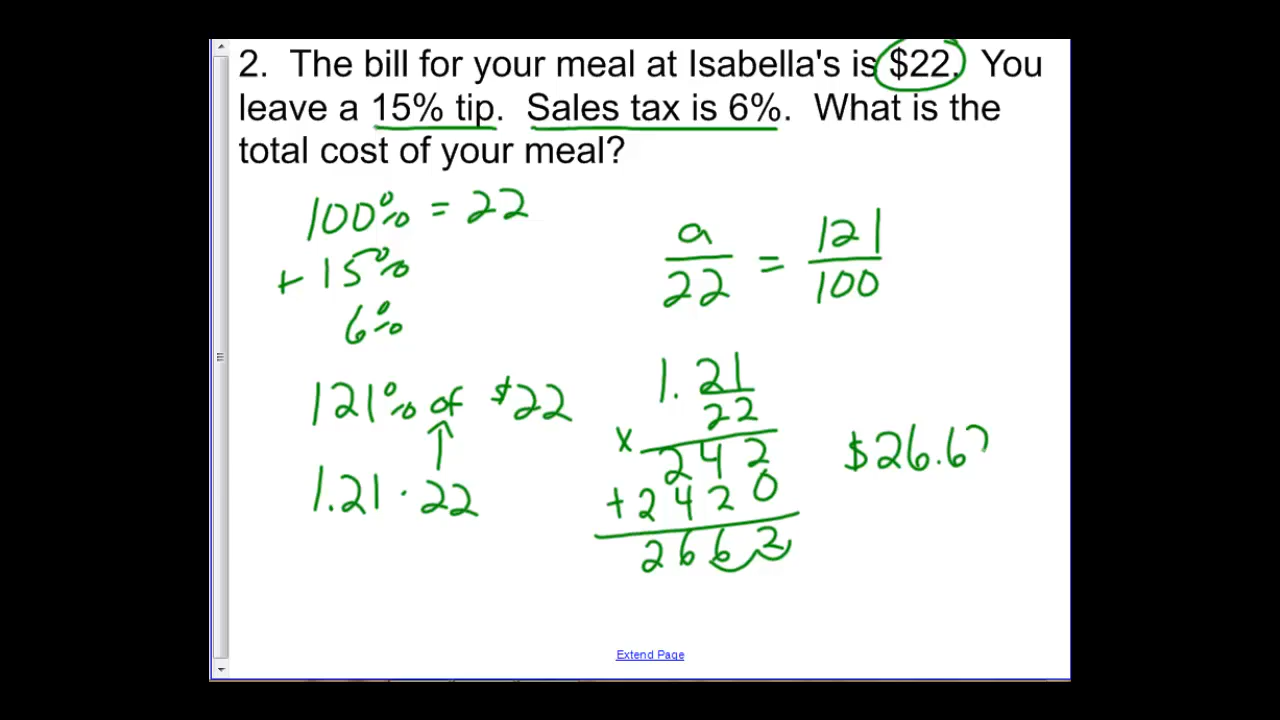 2. The bill for your meal at Isabella's is $22. You
leave a 15% tip. Sales tax is 6%. What is the
total cost of your meal?
100% = 22
+ 15%
6%
121% of $22
1.21 · 22
a/22 = 121/100
1.21
x 22
242
+ 2420
2662
$26.6
Extend Page